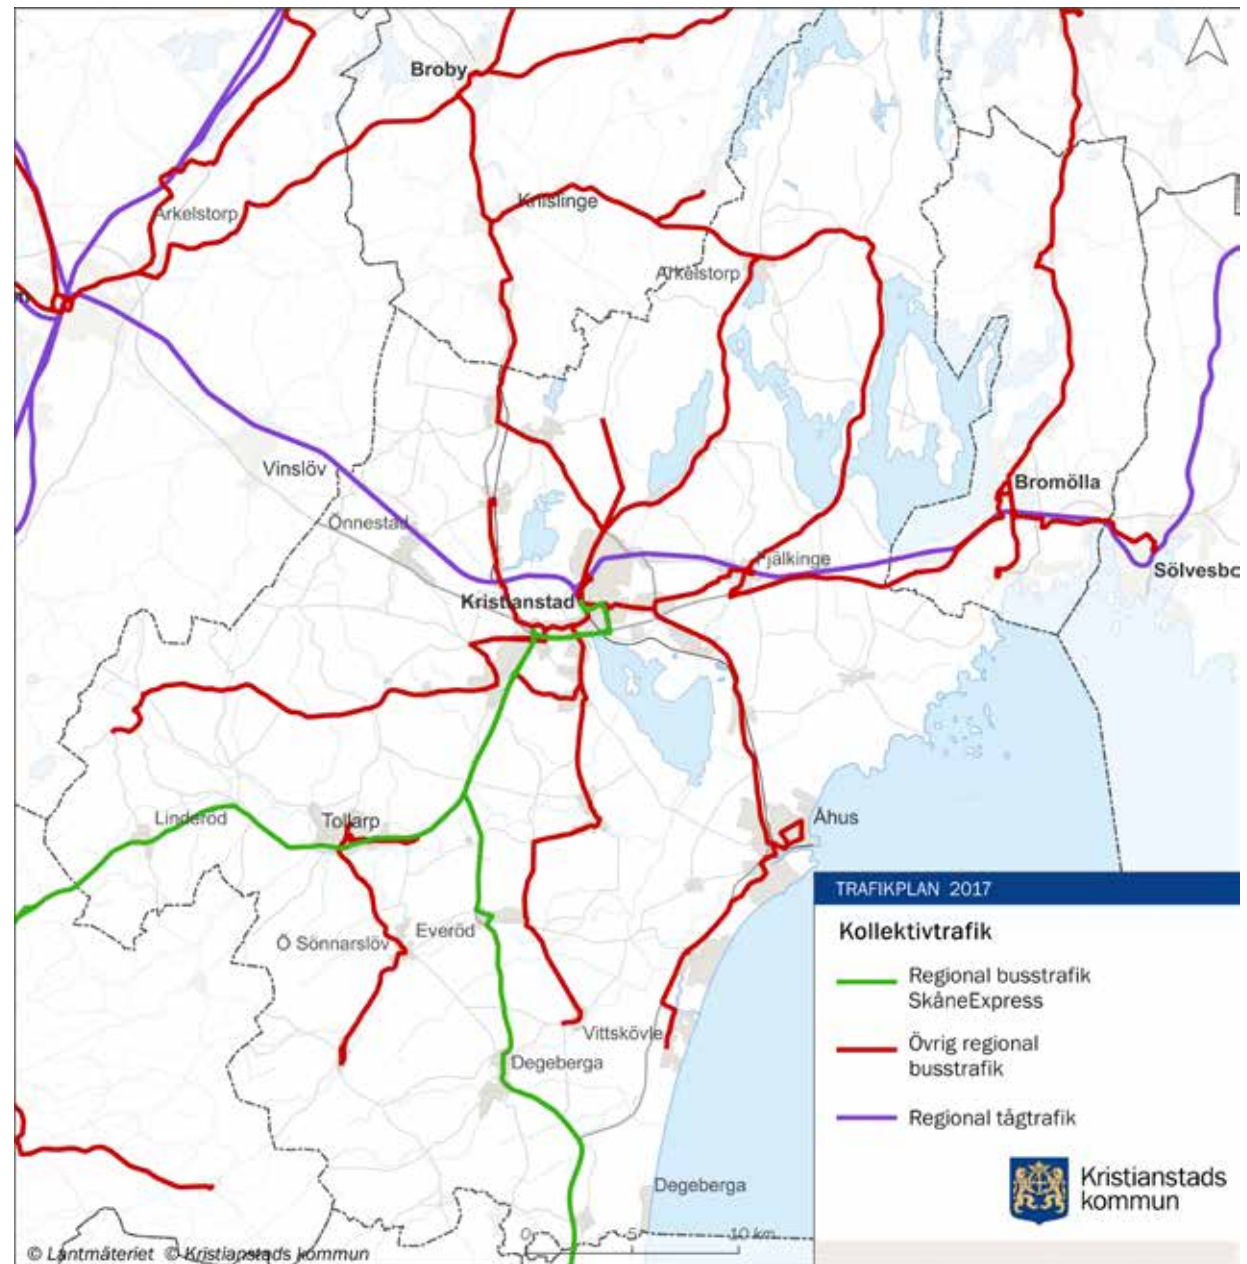 Broby
Arkelstorp
Knislinge
Arkelstorp
Vinslöv
Önnestad
Bromölla
Fjälkinge
Sölvesbo
Kristianstad
Linderöd
Tollarp
Åhus
Everöd
Ö Sönnarslöv
Vittskövle
Degeberga
Degeberga
TRAFIKPLAN 2017
Kollektivtrafik
Regional busstrafik
SkåneExpress
Övrig regional
busstrafik
Regional tågtrafik
Kristianstads
kommun
0 5 10 km
© Lantmäteriet © Kristianstads kommun